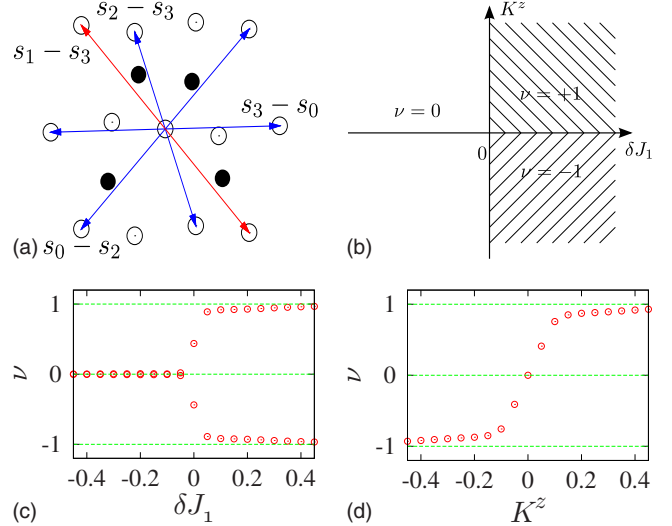 s₂ − s₃
s₁ − s₃
s₃ − s₀
s₀ − s₂
(a)
K^z
ν = 0
ν = +1
0
δJ₁
ν = −1
(b)
1
0
-1
ν
-0.4 -0.2 0 0.2 0.4
δJ₁
(c)
1
0
-1
ν
-0.4 -0.2 0 0.2 0.4
K^z
(d)